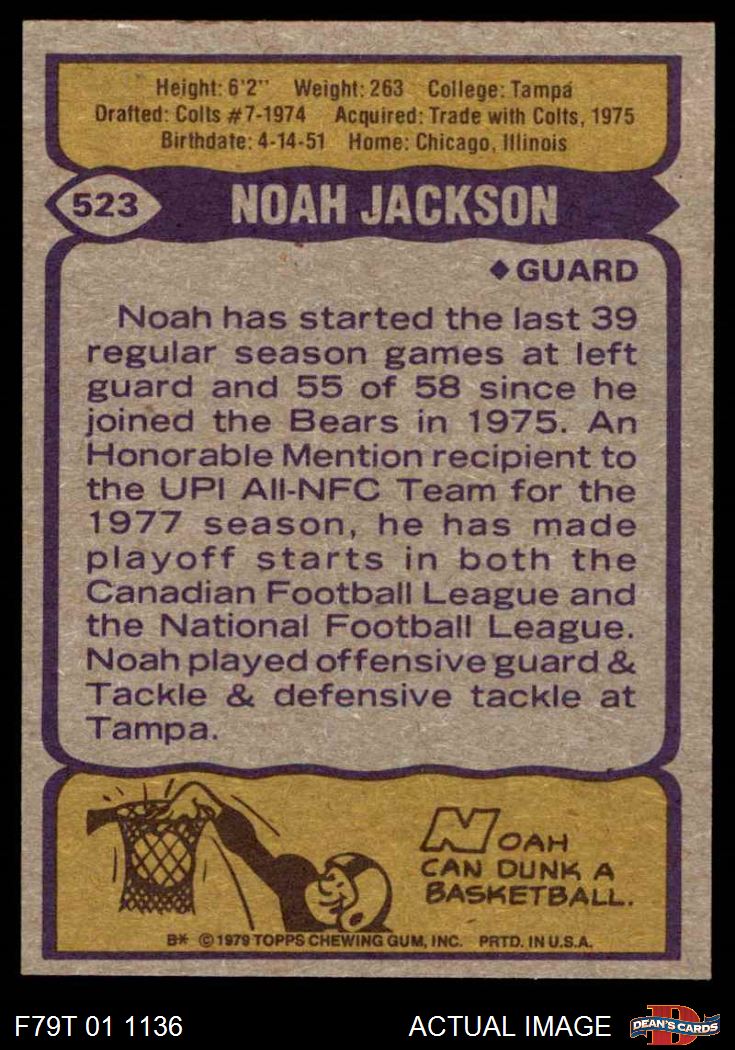 Height: 6'2" Weight: 263 College: Tampa
Drafted: Colts #7-1974 Acquired: Trade with Colts, 1975
Birthdate: 4-14-51 Home: Chicago, Illinois
523 NOAH JACKSON
◆GUARD
Noah has started the last 39
regular season games at left
guard and 55 of 58 since he
joined the Bears in 1975. An
Honorable Mention recipient to
the UPI All-NFC Team for the
1977 season, he has made
playoff starts in both the
Canadian Football League and
the National Football League.
Noah played offensive guard &
Tackle & defensive tackle at
Tampa.
NOAH
CAN DUNK A
BASKETBALL.
B* © 1979 TOPPS CHEWING GUM, INC. PRTD. IN U.S.A.
F79T 01 1136 ACTUAL IMAGE D DEAN'S CARDS